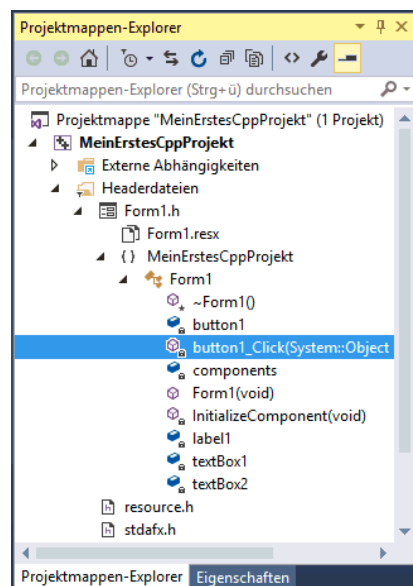 Projektmappen-Explorer
Projektmappen-Explorer (Strg+ü) durchsuchen
Projektmappe "MeinErstesCppProjekt" (1 Projekt)
MeinErstesCppProjekt
Externe Abhängigkeiten
Headerdateien
Form1.h
Form1.resx
{ } MeinErstesCppProjekt
Form1
~Form1()
button1
button1_Click(System::Object
components
Form1(void)
InitializeComponent(void)
label1
textBox1
textBox2
resource.h
stdafx.h
Projektmappen-Explorer Eigenschaften